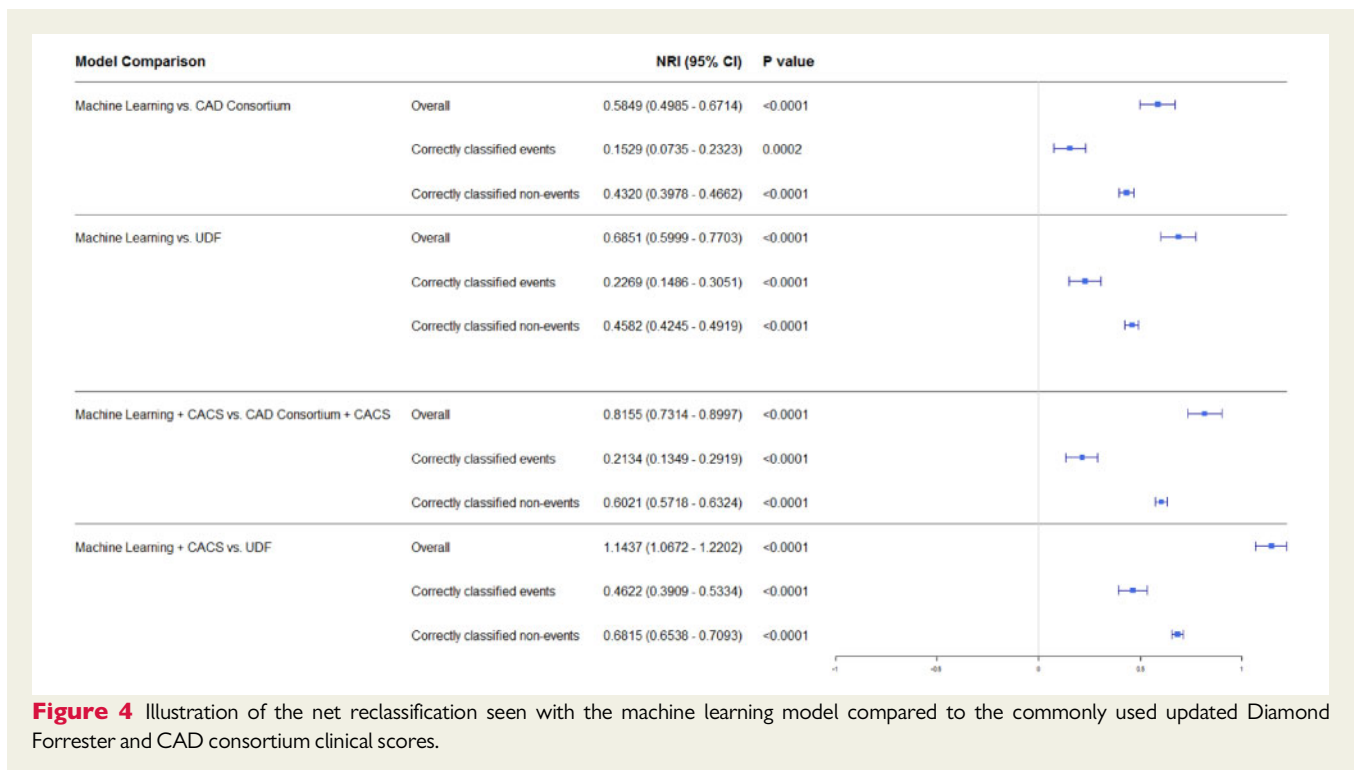 Model Comparison NRI (95% CI) P value
Machine Learning vs. CAD Consortium Overall 0.5849 (0.4985 - 0.6714) <0.0001
Correctly classified events 0.1529 (0.0735 - 0.2323) 0.0002
Correctly classified non-events 0.4320 (0.3978 - 0.4662) <0.0001
Machine Learning vs. UDF Overall 0.6851 (0.5999 - 0.7703) <0.0001
Correctly classified events 0.2269 (0.1486 - 0.3051) <0.0001
Correctly classified non-events 0.4582 (0.4245 - 0.4919) <0.0001
Machine Learning + CACS vs. CAD Consortium + CACS Overall 0.8155 (0.7314 - 0.8997) <0.0001
Correctly classified events 0.2134 (0.1349 - 0.2919) <0.0001
Correctly classified non-events 0.6021 (0.5718 - 0.6324) <0.0001
Machine Learning + CACS vs. UDF Overall 1.1437 (1.0672 - 1.2202) <0.0001
Correctly classified events 0.4622 (0.3909 - 0.5334) <0.0001
Correctly classified non-events 0.6815 (0.6538 - 0.7093) <0.0001
-1 -0.5 0 0.5 1
Figure 4 Illustration of the net reclassification seen with the machine learning model compared to the commonly used updated Diamond
Forrester and CAD consortium clinical scores.